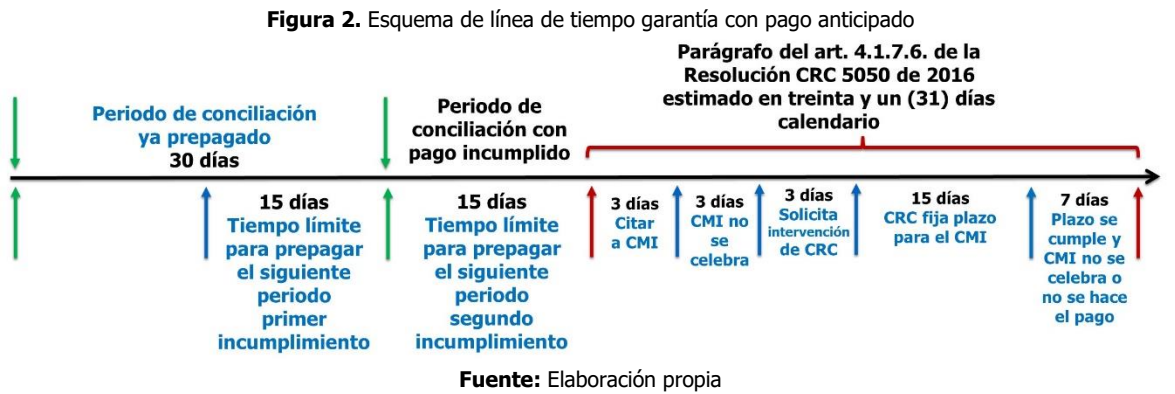 Figura 2. Esquema de línea de tiempo garantía con pago anticipado
Periodo de conciliación
ya prepagado
30 días
Periodo de
conciliación con
pago incumplido
Parágrafo del art. 4.1.7.6. de la
Resolución CRC 5050 de 2016
estimado en treinta y un (31) días
calendario
15 días
Tiempo límite
para prepagar
el siguiente
periodo
primer
incumplimiento
15 días
Tiempo límite
para prepagar
el siguiente
periodo
segundo
incumplimiento
3 días
Citar
a CMI
3 días
CMI no
se
celebra
3 días
Solicita
intervención
de CRC
15 días
CRC fija plazo
para el CMI
7 días
Plazo se
cumple y
CMI no se
celebra o
no se hace
el pago
Fuente: Elaboración propia